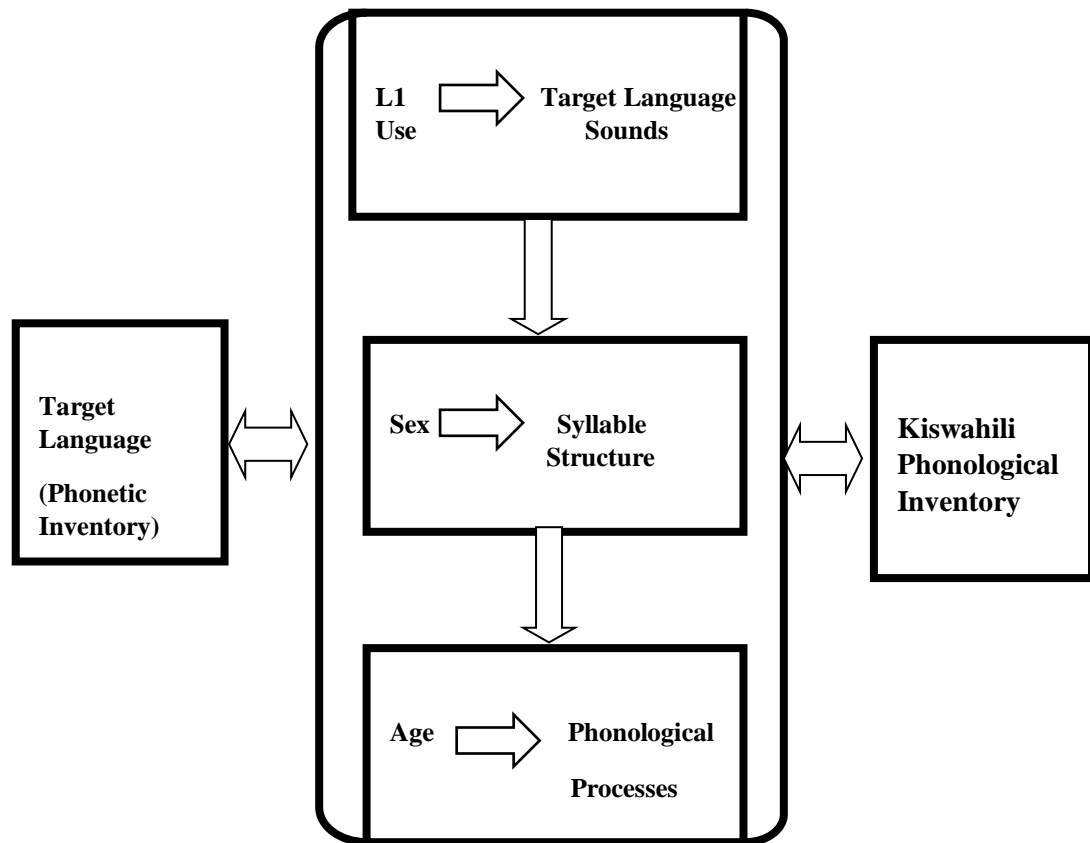 L1 Use
Target Language Sounds
Target Language
(Phonetic Inventory)
Sex
Syllable Structure
Kiswahili Phonological Inventory
Age
Phonological Processes